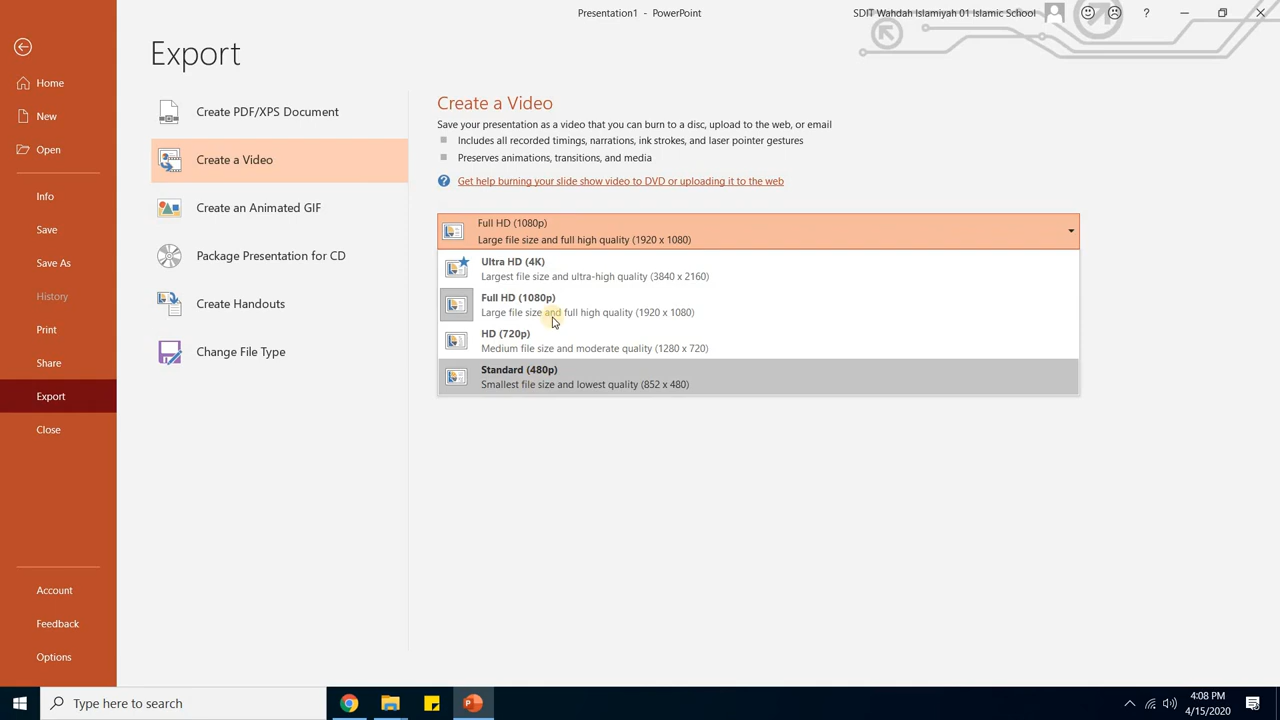 Presentation1 - PowerPoint
SDIT Wahdah Islamiyah 01 Islamic School
?
Export
Home
New
Open
Info
Save
Save As
History
Print
Share
Export
Close
Account
Feedback
Options
Create PDF/XPS Document
Create a Video
Create an Animated GIF
Package Presentation for CD
Create Handouts
Change File Type
Create a Video
Save your presentation as a video that you can burn to a disc, upload to the web, or email
Includes all recorded timings, narrations, ink strokes, and laser pointer gestures
Preserves animations, transitions, and media
Get help burning your slide show video to DVD or uploading it to the web
Full HD (1080p)
Large file size and full high quality (1920 x 1080)
Ultra HD (4K)
Largest file size and ultra-high quality (3840 x 2160)
Full HD (1080p)
Large file size and full high quality (1920 x 1080)
HD (720p)
Medium file size and moderate quality (1280 x 720)
Standard (480p)
Smallest file size and lowest quality (852 x 480)
Type here to search
4:08 PM
4/15/2020